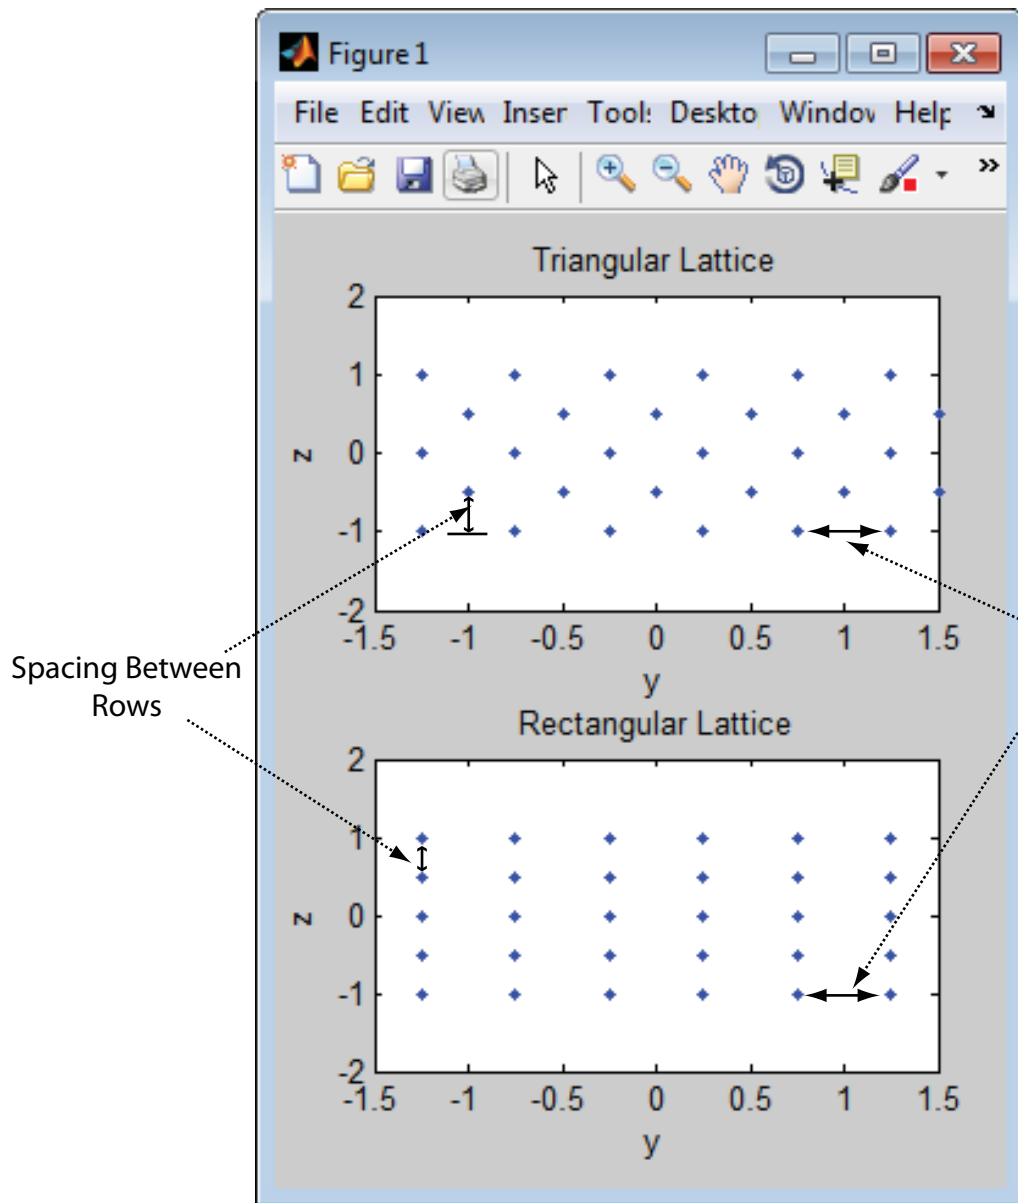 Figure 1
File Edit View Inser Tool: Deskto Windov Help
Triangular Lattice
2
1
0
-1
-2
z
-1.5 -1 -0.5 0 0.5 1 1.5
y
Spacing Between
Rows
Rectangular Lattice
2
1
0
-1
-2
z
-1.5 -1 -0.5 0 0.5 1 1.5
y